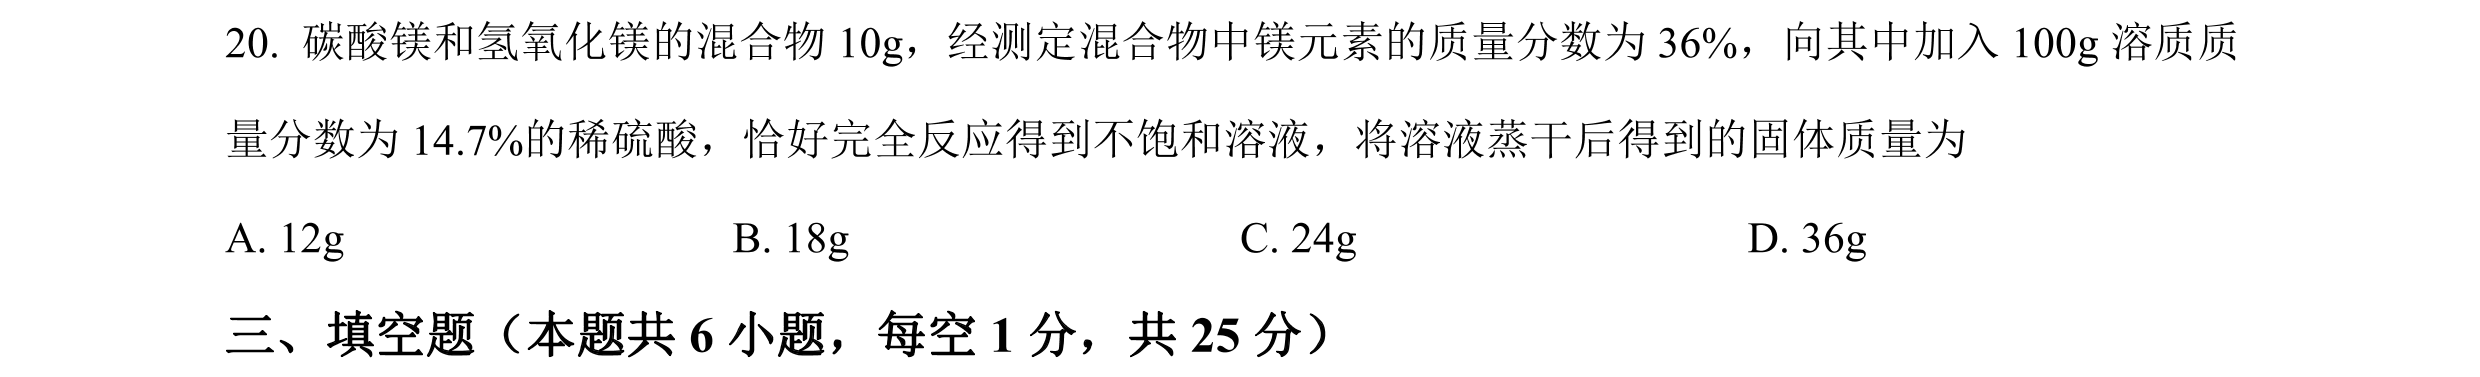 20. 碳酸镁和氢氧化镁的混合物 10g，经测定混合物中镁元素的质量分数为 36%，向其中加入 100g 溶质质
量分数为 14.7%的稀硫酸，恰好完全反应得到不饱和溶液，将溶液蒸干后得到的固体质量为
A. 12g B. 18g C. 24g D. 36g
三、填空题（本题共 6 小题，每空 1 分，共 25 分）